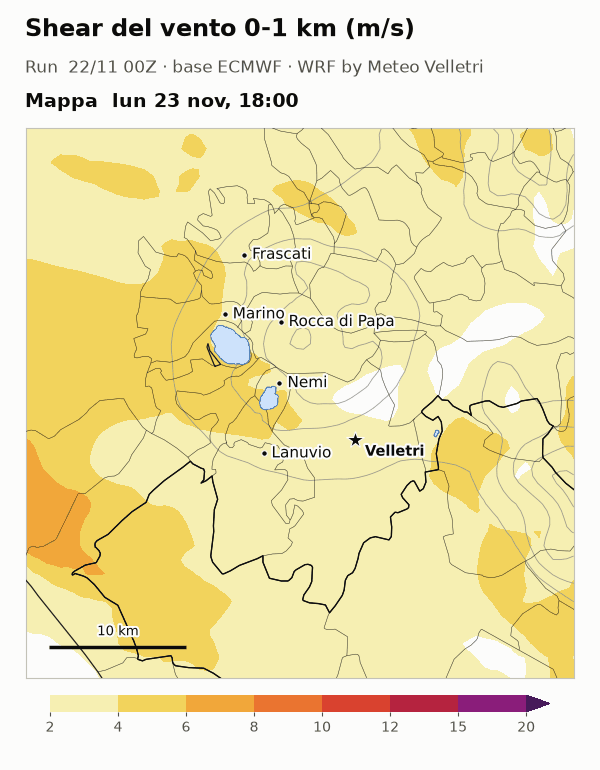 Shear del vento 0-1 km (m/s)
Run  22/11 00Z · base ECMWF · WRF by Meteo Velletri
Mappa  lun 23 nov, 18:00
Frascati
Marino
Rocca di Papa
Nemi
Velletri
Lanuvio
10 km
2 4 6 8 10 12 15 20